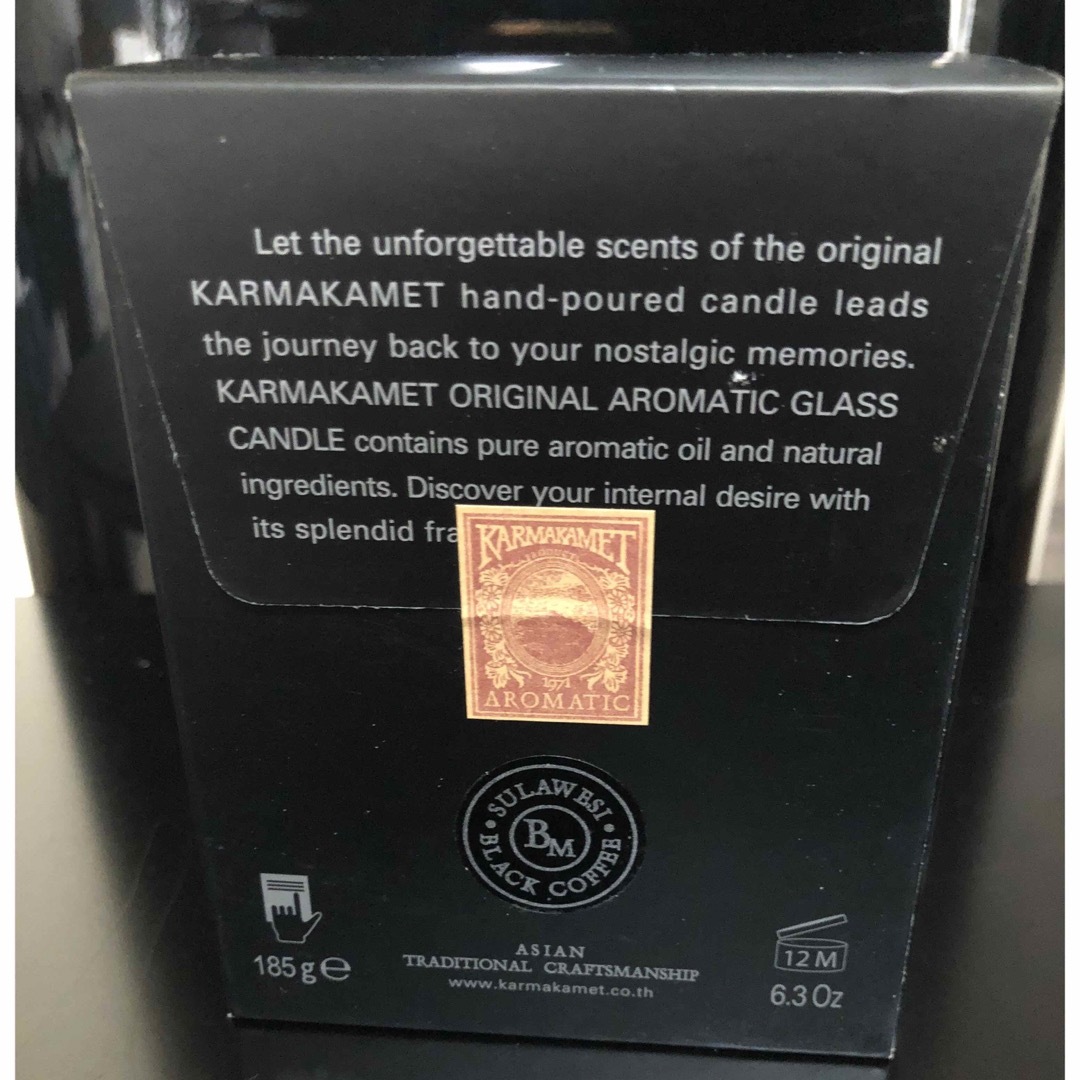 Let the unforgettable scents of the original
KARMAKAMET hand-poured candle leads
the journey back to your nostalgic memories.
KARMAKAMET ORIGINAL AROMATIC GLASS
CANDLE contains pure aromatic oil and natural
ingredients. Discover your internal desire with
its splendid fra
KARMAKAMET
PRODUCTS
1971
AROMATIC
SULAWESI
BM
BLACK COFFEE
185 g ℮
ASIAN
TRADITIONAL CRAFTSMANSHIP
www.karmakamet.co.th
12 M
6.3 Oz